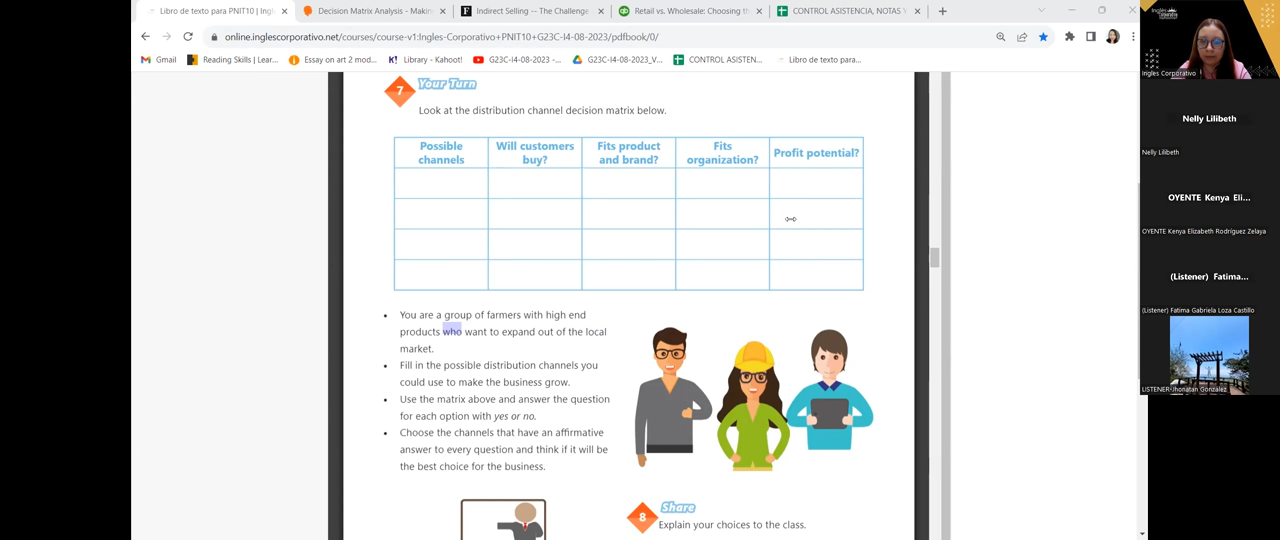 Libro de texto para PNIT10 | Ingl
Decision Matrix Analysis - Makin
Indirect Selling -- The Challenge
Retail vs. Wholesale: Choosing th
CONTROL ASISTENCIA, NOTAS Y
online.inglescorporativo.net/courses/course-v1:Ingles-Corporativo+PNIT10+G23C-I4-08-2023/pdfbook/0/
Gmail
Reading Skills | Lear...
Essay on art 2 mod...
Library - Kahoot!
G23C-I4-08-2023 -...
G23C-I4-08-2023_V...
CONTROL ASISTEN...
Libro de texto para...
7 Your Turn
Look at the distribution channel decision matrix below.
Possible channels
Will customers buy?
Fits product and brand?
Fits organization?
Profit potential?
• You are a group of farmers with high end
products who want to expand out of the local
market.
• Fill in the possible distribution channels you
could use to make the business grow.
• Use the matrix above and answer the question
for each option with yes or no.
• Choose the channels that have an affirmative
answer to every question and think if it will be
the best choice for the business.
8 Share
Explain your choices to the class.
Ingles Corporativo
Nelly Lilibeth
Nelly Lilibeth
OYENTE Kenya Eli...
OYENTE Kenya Elizabeth Rodríguez Zelaya
(Listener) Fatima...
(Listener) Fatima Gabriela Loza Castillo
LISTENER-Jhonatan Gonzalez